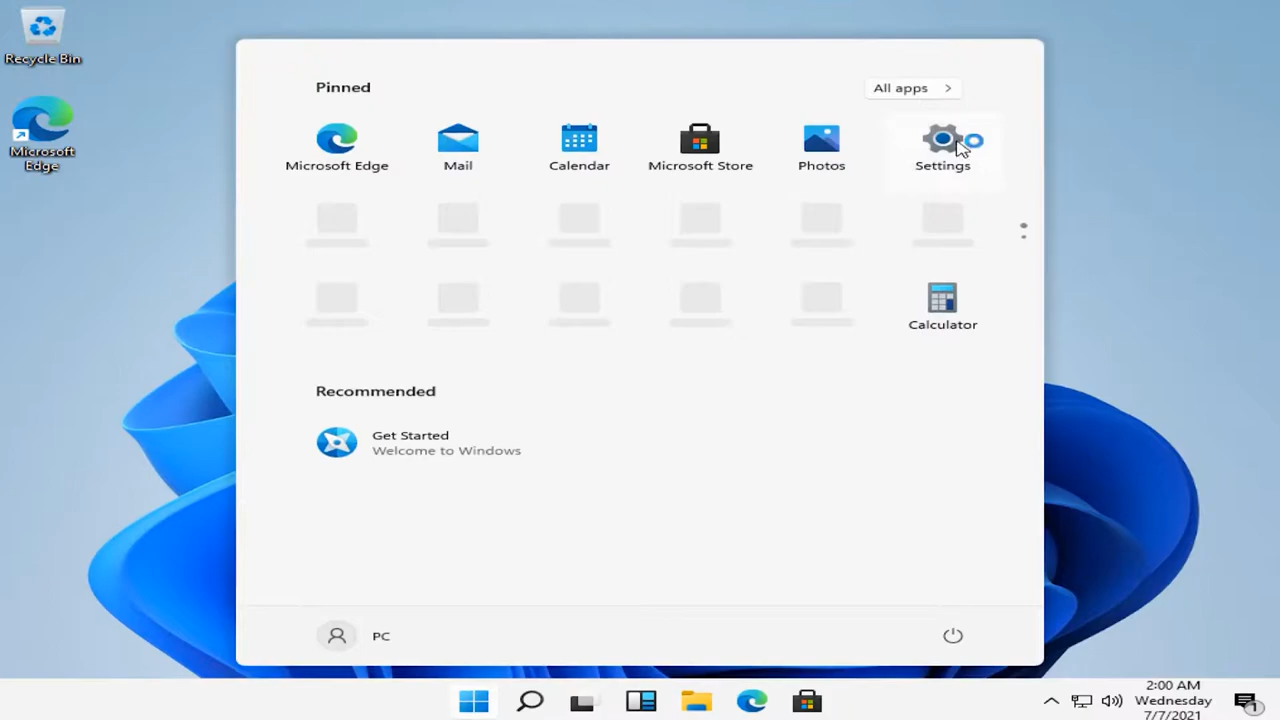 Recycle Bin
Microsoft
Edge
Pinned
All apps
Microsoft Edge
Mail
Calendar
Microsoft Store
Photos
Settings
Calculator
Recommended
Get Started
Welcome to Windows
PC
2:00 AM
Wednesday
7/7/2021
1